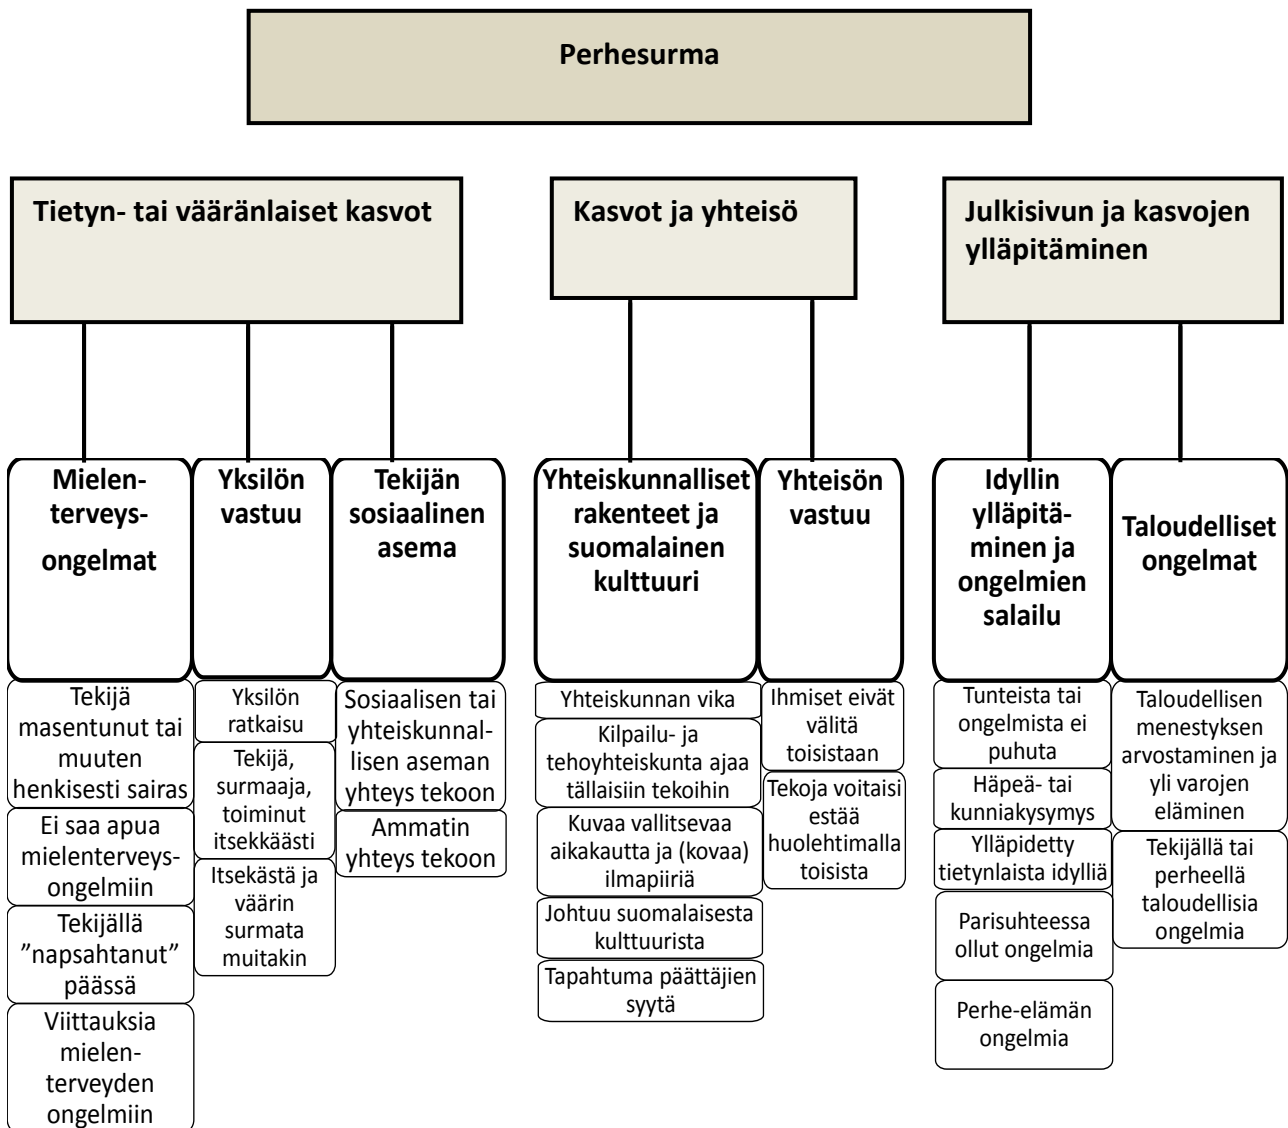 Perhesurma
Tietyn- tai vääränlaiset kasvot
Kasvot ja yhteisö
Julkisivun ja kasvojen
ylläpitäminen
Mielen-
terveys-
ongelmat
Yksilön
vastuu
Tekijän
sosiaalinen
asema
Yhteiskunnalliset
rakenteet ja
suomalainen
kulttuuri
Yhteisön
vastuu
Idyllin
ylläpitä-
minen ja
ongelmien
salailu
Taloudelliset
ongelmat
Tekijä
masentunut tai
muuten
henkisesti sairas
Ei saa apua
mielenterveys-
ongelmiin
Tekijällä
”napsahtanut”
päässä
Viittauksia
mielen-
terveyden
ongelmiin
Yksilön
ratkaisu
Tekijä,
surmaaja,
toiminut
itsekkäästi
Itsekästä ja
väärin
surmata
muitakin
Sosiaalisen tai
yhteiskunnal-
lisen aseman
yhteys tekoon
Ammatin
yhteys tekoon
Yhteiskunnan vika
Kilpailu- ja
tehoyhteiskunta ajaa
tällaisiin tekoihin
Kuvaa vallitsevaa
aikakautta ja (kovaa)
ilmapiiriä
Johtuu suomalaisesta
kulttuurista
Tapahtuma päättäjien
syytä
Ihmiset eivät
välitä
toisistaan
Tekoja voitaisi
estää
huolehtimalla
toisista
Tunteista tai
ongelmista ei
puhuta
Häpeä- tai
kunniakysymys
Ylläpidetty
tietynlaista idylliä
Parisuhteessa
ollut ongelmia
Perhe-elämän
ongelmia
Taloudellisen
menestyksen
arvostaminen ja
yli varojen
eläminen
Tekijällä tai
perheellä
taloudellisia
ongelmia